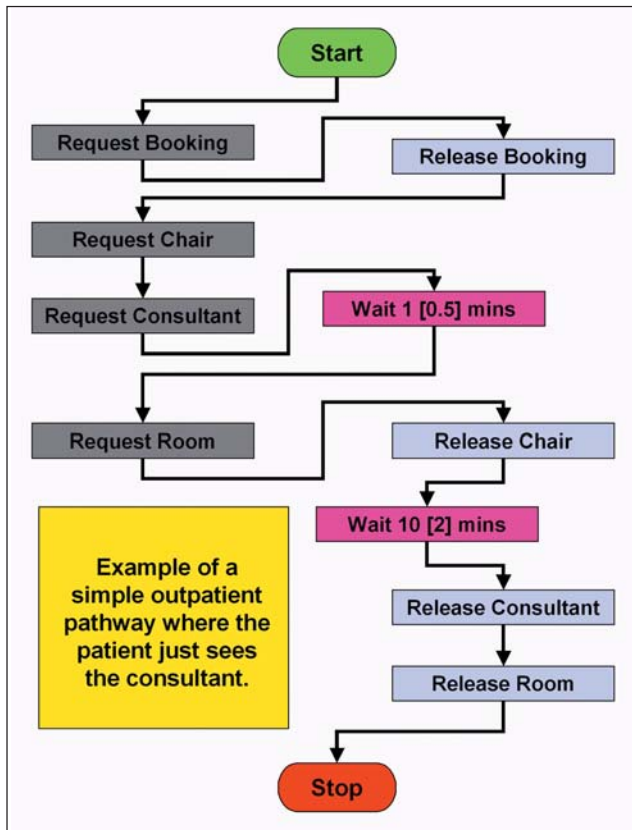 Start
Request Booking
Release Booking
Request Chair
Request Consultant
Wait 1 [0.5] mins
Request Room
Release Chair
Wait 10 [2] mins
Example of a
simple outpatient
pathway where the
patient just sees
the consultant.
Release Consultant
Release Room
Stop